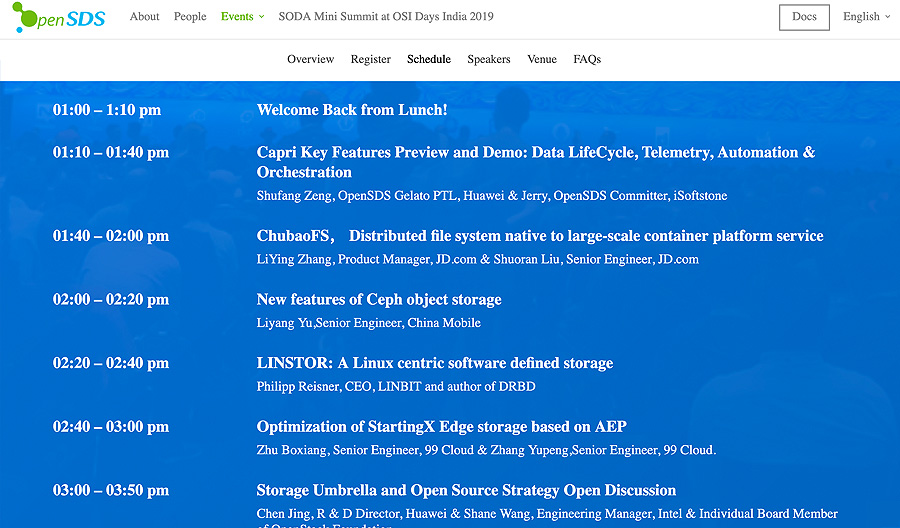 OpenSDS
About People Events SODA Mini Summit at OSI Days India 2019 Docs English
Overview Register Schedule Speakers Venue FAQs
01:00 – 1:10 pm Welcome Back from Lunch!
01:10 – 01:40 pm Capri Key Features Preview and Demo: Data LifeCycle, Telemetry, Automation &
Orchestration
Shufang Zeng, OpenSDS Gelato PTL, Huawei & Jerry, OpenSDS Committer, iSoftstone
01:40 – 02:00 pm ChubaoFS， Distributed file system native to large-scale container platform service
LiYing Zhang, Product Manager, JD.com & Shuoran Liu, Senior Engineer, JD.com
02:00 – 02:20 pm New features of Ceph object storage
Liyang Yu,Senior Engineer, China Mobile
02:20 – 02:40 pm LINSTOR: A Linux centric software defined storage
Philipp Reisner, CEO, LINBIT and author of DRBD
02:40 – 03:00 pm Optimization of StartingX Edge storage based on AEP
Zhu Boxiang, Senior Engineer, 99 Cloud & Zhang Yupeng,Senior Engineer, 99 Cloud.
03:00 – 03:50 pm Storage Umbrella and Open Source Strategy Open Discussion
Chen Jing, R & D Director, Huawei & Shane Wang, Engineering Manager, Intel & Individual Board Member
of OpenStack Foundation